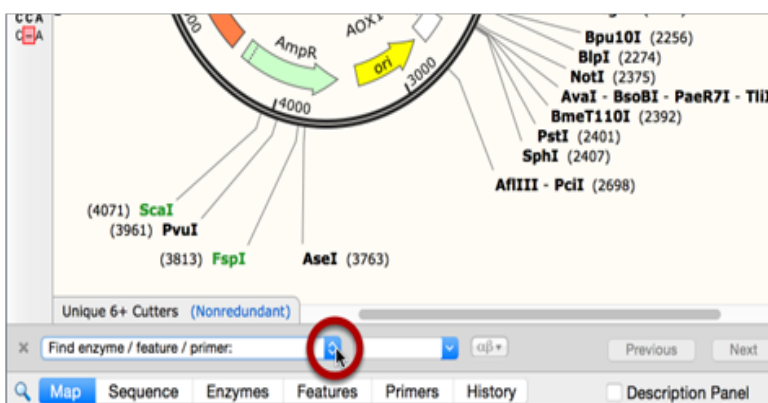 CCA
C-A
AmpR
AOX1
ori
3000
4000
Bpu10I (2256)
BlpI (2274)
NotI (2375)
AvaI - BsoBI - PaeR7I - TliI
BmeT110I (2392)
PstI (2401)
SphI (2407)
AflIII - PciI (2698)
(4071) ScaI
(3961) PvuI
(3813) FspI
AseI (3763)
Unique 6+ Cutters (Nonredundant)
Find enzyme / feature / primer:
αβ
Previous
Next
Map Sequence Enzymes Features Primers History
Description Panel